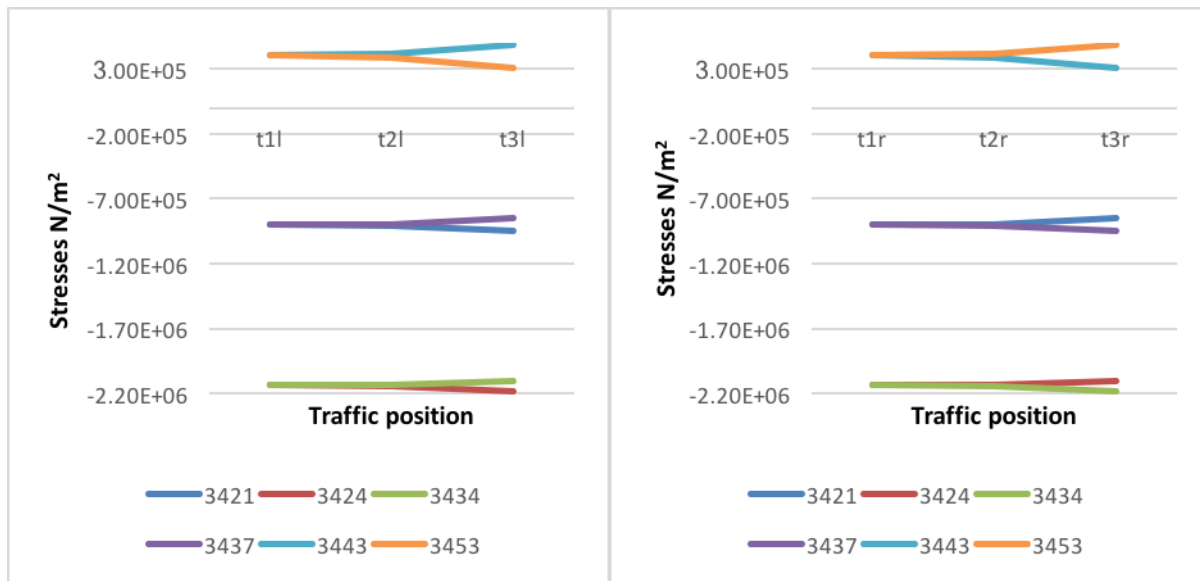 3.00E+05
-2.00E+05
-7.00E+05
-1.20E+06
-1.70E+06
-2.20E+06
Stresses N/m²
t1l t2l t3l
Traffic position
3421 3424 3434
3437 3443 3453
3.00E+05
-2.00E+05
-7.00E+05
-1.20E+06
-1.70E+06
-2.20E+06
Stresses N/m²
t1r t2r t3r
Traffic position
3421 3424 3434
3437 3443 3453